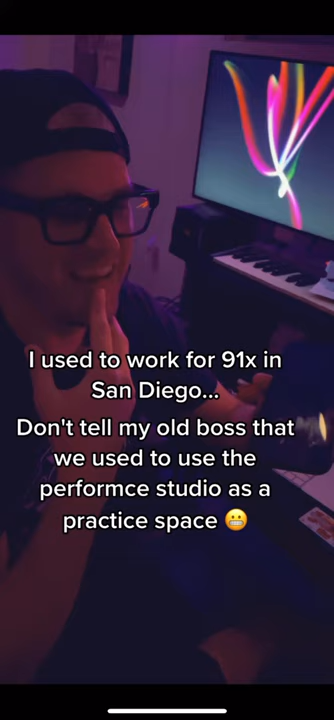 I used to work for 91x in
San Diego...
Don't tell my old boss that
we used to use the
performce studio as a
practice space 😬